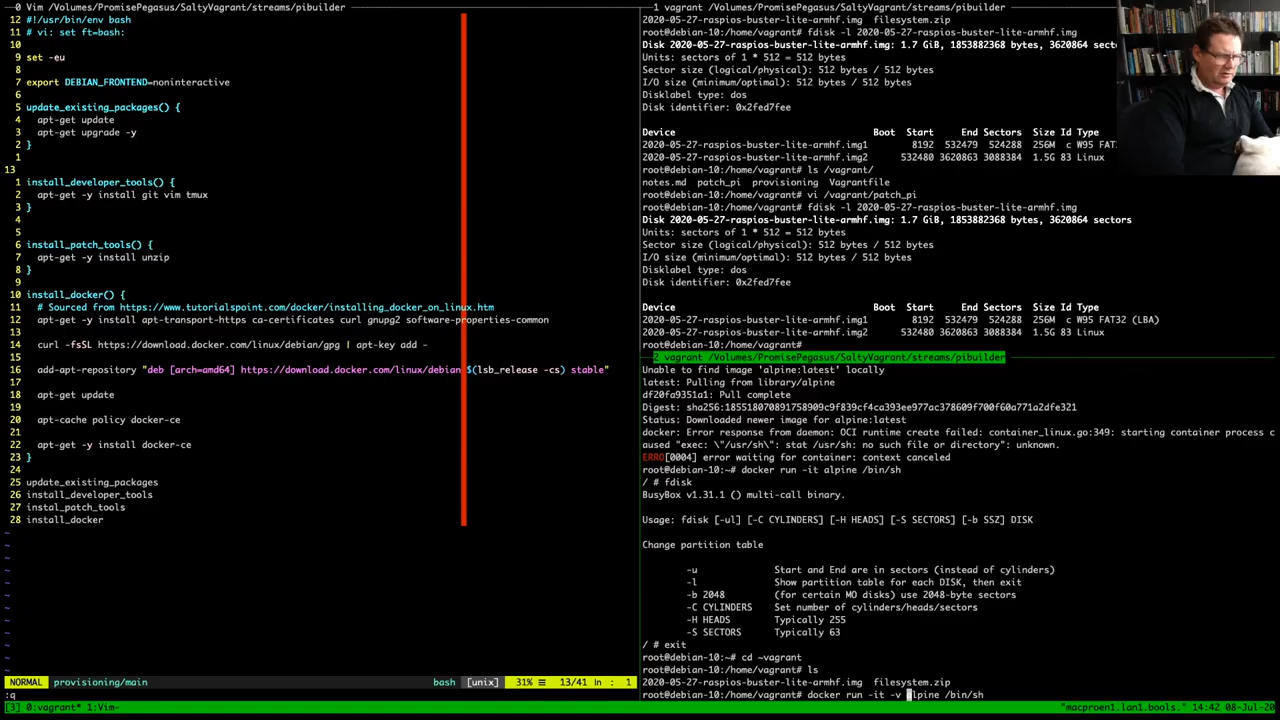 0 Vim /Volumes/PromisePegasus/SaltyVagrant/streams/pibuilder
12 #!/usr/bin/env bash
11 # vi: set ft=bash:
10
9 set -eu
8
7 export DEBIAN_FRONTEND=noninteractive
6
5 update_existing_packages() {
4 apt-get update
3 apt-get upgrade -y
2 }
1
13
1 install_developer_tools() {
2 apt-get -y install git vim tmux
3 }
4
5
6 install_patch_tools() {
7 apt-get -y install unzip
8 }
9
10 install_docker() {
11 # Sourced from https://www.tutorialspoint.com/docker/installing_docker_on_linux.htm
12 apt-get -y install apt-transport-https ca-certificates curl gnupg2 software-properties-common
13
14 curl -fsSL https://download.docker.com/linux/debian/gpg | apt-key add -
15
16 add-apt-repository "deb [arch=amd64] https://download.docker.com/linux/debian $(lsb_release -cs) stable"
17
18 apt-get update
19
20 apt-cache policy docker-ce
21
22 apt-get -y install docker-ce
23 }
24
25 update_existing_packages
26 install_developer_tools
27 instal_patch_tools
28 install_docker
~
~
~
~
~
~
~
~
~
~
~
~
NORMAL provisioning/main bash [unix] 31% ☰ 13/41 ln : 1
:q
1 vagrant /Volumes/PromisePegasus/SaltyVagrant/streams/pibuilder
2020-05-27-raspios-buster-lite-armhf.img filesystem.zip
root@debian-10:/home/vagrant# fdisk -l 2020-05-27-raspios-buster-lite-armhf.img
Disk 2020-05-27-raspios-buster-lite-armhf.img: 1.7 GiB, 1853882368 bytes, 3620864 secto
Units: sectors of 1 * 512 = 512 bytes
Sector size (logical/physical): 512 bytes / 512 bytes
I/O size (minimum/optimal): 512 bytes / 512 bytes
Disklabel type: dos
Disk identifier: 0x2fed7fee
Device Boot Start End Sectors Size Id Type
2020-05-27-raspios-buster-lite-armhf.img1 8192 532479 524288 256M c W95 FAT3
2020-05-27-raspios-buster-lite-armhf.img2 532480 3620863 3088384 1.5G 83 Linux
root@debian-10:/home/vagrant# ls /vagrant/
notes.md patch_pi provisioning Vagrantfile
root@debian-10:/home/vagrant# vi /vagrant/patch_pi
root@debian-10:/home/vagrant# fdisk -l 2020-05-27-raspios-buster-lite-armhf.img
Disk 2020-05-27-raspios-buster-lite-armhf.img: 1.7 GiB, 1853882368 bytes, 3620864 sectors
Units: sectors of 1 * 512 = 512 bytes
Sector size (logical/physical): 512 bytes / 512 bytes
I/O size (minimum/optimal): 512 bytes / 512 bytes
Disklabel type: dos
Disk identifier: 0x2fed7fee
Device Boot Start End Sectors Size Id Type
2020-05-27-raspios-buster-lite-armhf.img1 8192 532479 524288 256M c W95 FAT32 (LBA)
2020-05-27-raspios-buster-lite-armhf.img2 532480 3620863 3088384 1.5G 83 Linux
root@debian-10:/home/vagrant#
2 vagrant /Volumes/PromisePegasus/SaltyVagrant/streams/pibuilder
Unable to find image 'alpine:latest' locally
latest: Pulling from library/alpine
df20fa9351a1: Pull complete
Digest: sha256:185518070891758909c9f839cf4ca393ee977ac378609f700f60a771a2dfe321
Status: Downloaded newer image for alpine:latest
docker: Error response from daemon: OCI runtime create failed: container_linux.go:349: starting container process c
aused "exec: \"/usr/sh\": stat /usr/sh: no such file or directory": unknown.
ERRO[0004] error waiting for container: context canceled
root@debian-10:~# docker run -it alpine /bin/sh
/ # fdisk
BusyBox v1.31.1 () multi-call binary.
Usage: fdisk [-ul] [-C CYLINDERS] [-H HEADS] [-S SECTORS] [-b SSZ] DISK
Change partition table
-u Start and End are in sectors (instead of cylinders)
-l Show partition table for each DISK, then exit
-b 2048 (for certain MO disks) use 2048-byte sectors
-C CYLINDERS Set number of cylinders/heads/sectors
-H HEADS Typically 255
-S SECTORS Typically 63
/ # exit
root@debian-10:~# cd ~vagrant
root@debian-10:/home/vagrant# ls
2020-05-27-raspios-buster-lite-armhf.img filesystem.zip
root@debian-10:/home/vagrant# docker run -it -v alpine /bin/sh
[3] 0:vagrant* 1:Vim- "macproen1.lan1.bools." 14:42 08-Jul-20